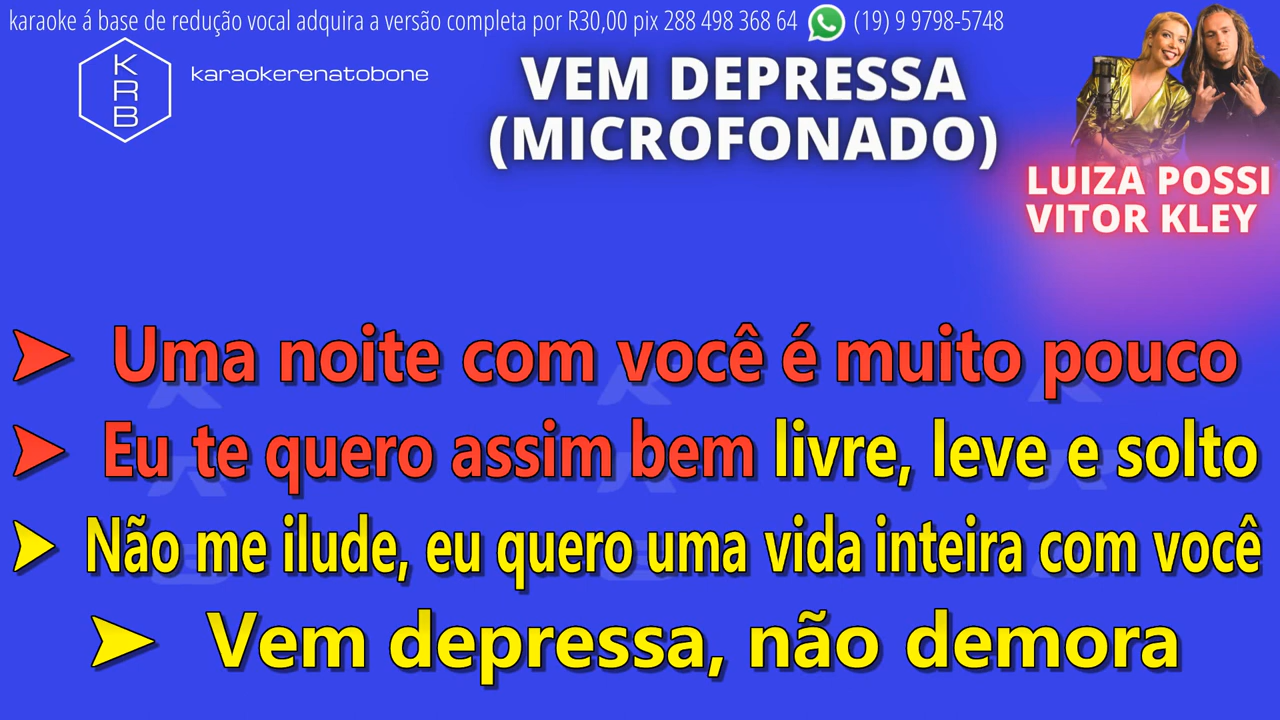 karaoke á base de redução vocal adquira a versão completa por R30,00 pix 288 498 368 64 (19) 9 9798-5748
KRB
karaokerenatobone
VEM DEPRESSA
(MICROFONADO)
LUIZA POSSI
VITOR KLEY
➤ Uma noite com você é muito pouco
➤ Eu te quero assim bem livre, leve e solto
➤ Não me ilude, eu quero uma vida inteira com você
➤ Vem depressa, não demora